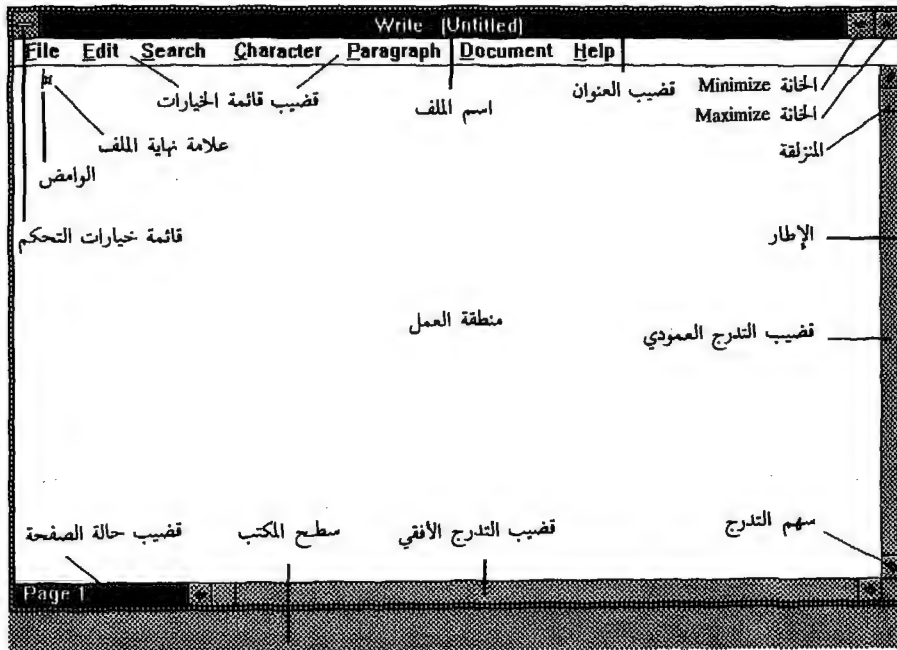 Write (Untitled)
File Edit Search Character Paragraph Document Help
الخانة Minimize
قضيب العنوان
اسم الملف
قضيب قائمة الخيارات
الخانة Maximize
علامة نهاية الملف
المنزلقة
الوامض
قائمة خيارات التحكم
الإطار
منطقة العمل
قضيب التدرج العمودي
سهم التدرج
قضيب التدرج الأفقي
سطح المكتب
قضيب حالة الصفحة
Page 1